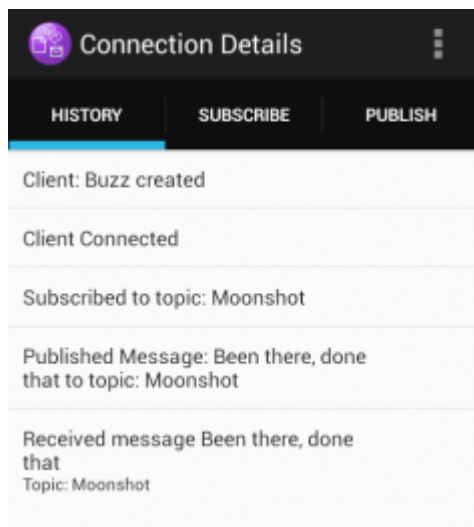 Connection Details
HISTORY SUBSCRIBE PUBLISH
Client: Buzz created
Client Connected
Subscribed to topic: Moonshot
Published Message: Been there, done
that to topic: Moonshot
Received message Been there, done
that
Topic: Moonshot